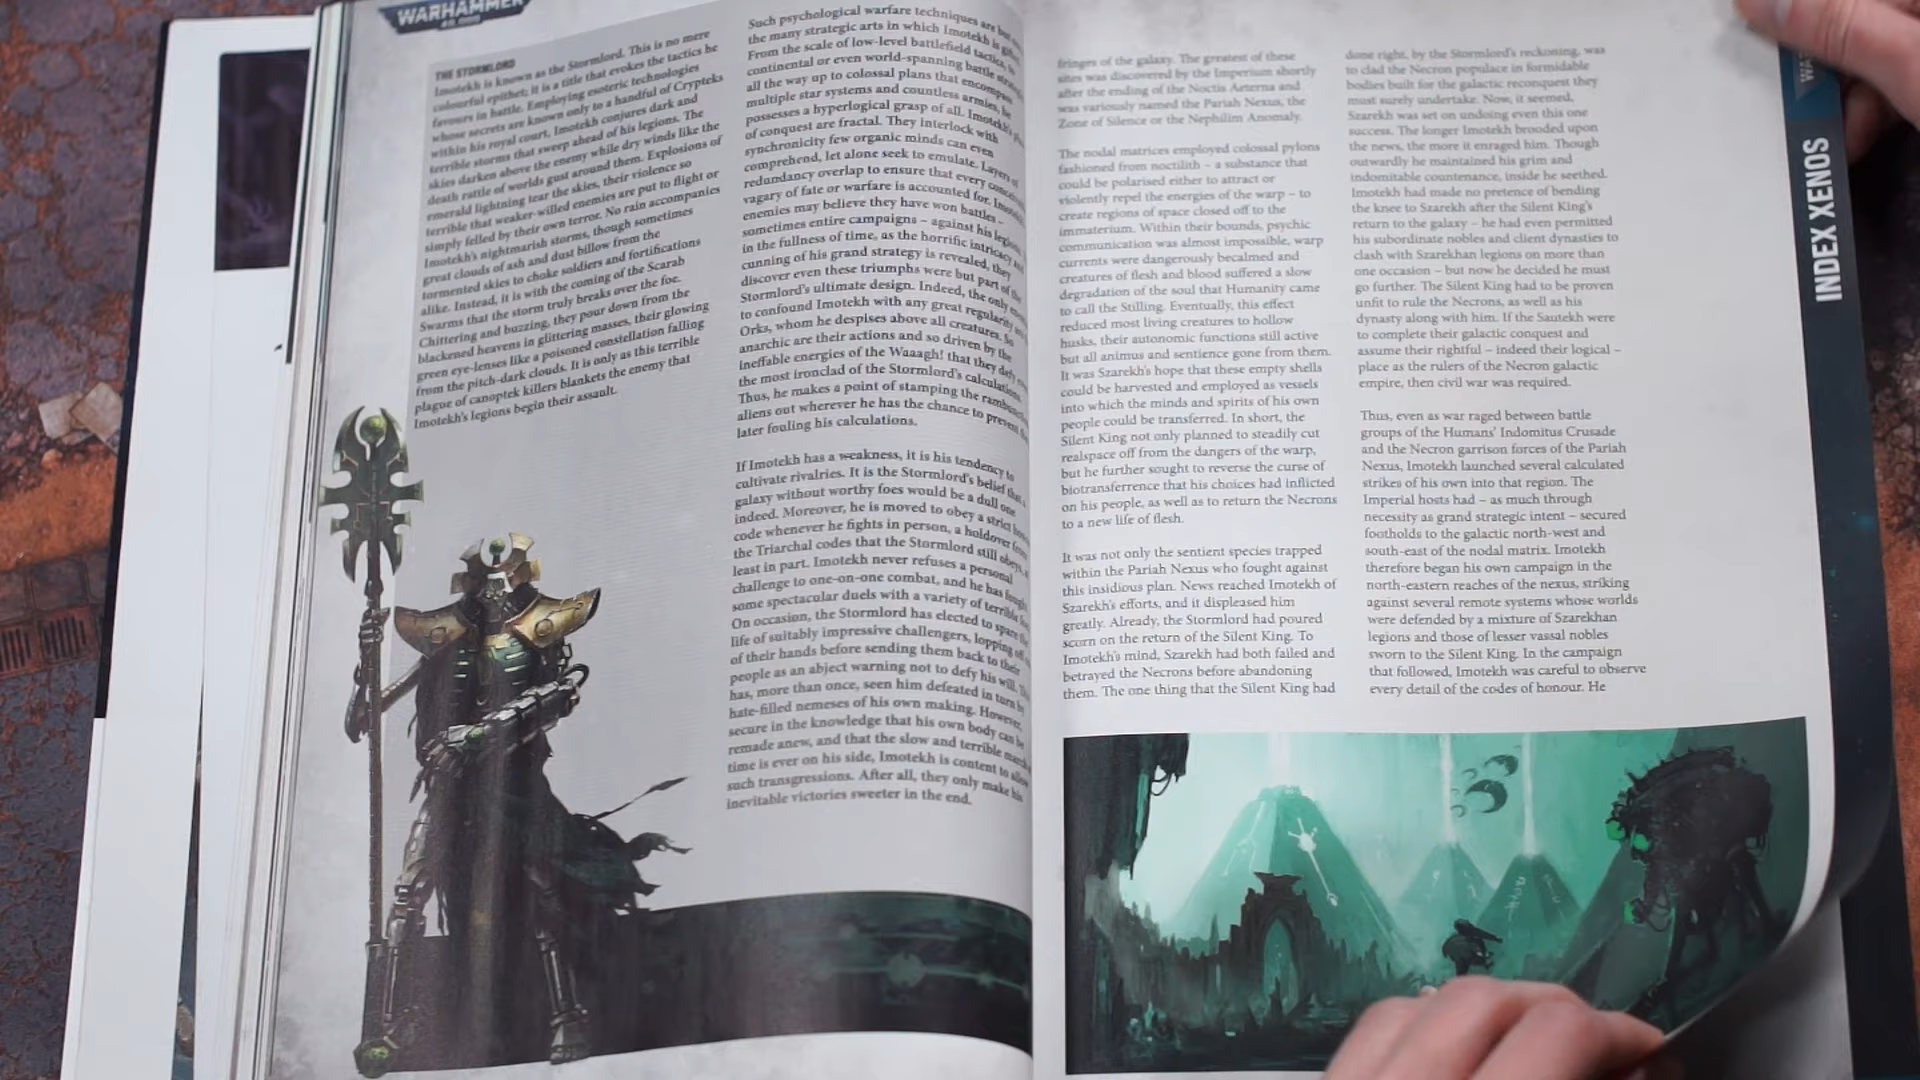 WARHAMMER
40,000
THE STORMLORD
Imotekh is known as the Stormlord. This is no mere
colourful epithet; it is a title that evokes the tactics he
favours in battle. Employing esoteric technologies
whose secrets are known only to a handful of Crypteks
within his royal court, Imotekh conjures dark and
terrible storms that sweep ahead of his legions. The
skies darken above the enemy while dry winds like the
death rattle of worlds gust around them. Explosions of
emerald lightning tear the skies, their violence so
terrible that weaker-willed enemies are put to flight or
simply felled by their own terror. No rain accompanies
Imotekh's nightmarish storms, though sometimes
great clouds of ash and dust billow from the
tormented skies to choke soldiers and fortifications
alike. Instead, it is with the coming of the Scarab
Swarms that the storm truly breaks over the foe.
Chittering and buzzing, they pour down from the
blackened heavens in glittering masses, their glowing
green eye-lenses like a poisoned constellation falling
from the pitch-dark clouds. It is only as this terrible
plague of canoptek killers blankets the enemy that
Imotekh's legions begin their assault.
Such psychological warfare techniques are but
the many strategic arts in which Imotekh is
From the scale of low-level battlefield tactics,
continental or even world-spanning battle
all the way up to colossal plans that encompass
multiple star systems and countless armies, he
possesses a hyperlogical grasp of all. Imotekh's
of conquest are fractal. They interlock with
synchronicity few organic minds can even
comprehend, let alone seek to emulate. Layers of
redundancy overlap to ensure that every
vagary of fate or warfare is accounted for.
enemies may believe they have won battles –
sometimes entire campaigns – against his
in the fullness of time, as the horrific intricacy and
cunning of his grand strategy is revealed, they
discover even these triumphs were but part of the
Stormlord's ultimate design. Indeed, the only
to confound Imotekh with any great regularity
Orks, whom he despises above all creatures. So
anarchic are their actions and so driven by the
ineffable energies of the Waaagh! that they defy
the most ironclad of the Stormlord's calculations.
Thus, he makes a point of stamping the
aliens out wherever he has the chance to prevent
later fouling his calculations.
If Imotekh has a weakness, it is his tendency to
cultivate rivalries. It is the Stormlord's belief that a
galaxy without worthy foes would be a dull one
indeed. Moreover, he is moved to obey a strict
code whenever he fights in person, a holdover from
the Triarchal codes that the Stormlord still obeys,
least in part. Imotekh never refuses a personal
challenge to one-on-one combat, and he has fought
some spectacular duels with a variety of terrible
On occasion, the Stormlord has elected to spare the
life of suitably impressive challengers, lopping
of their hands before sending them back to their
people as an abject warning not to defy his will.
has, more than once, seen him defeated in turn by
hate-filled nemeses of his own making. However,
secure in the knowledge that his own body can be
remade anew, and that the slow and terrible march
time is ever on his side, Imotekh is content to allow
such transgressions. After all, they only make his
inevitable victories sweeter in the end.
fringes of the galaxy. The greatest of these
sites was discovered by the Imperium shortly
after the ending of the Noctis Aeterna and
was variously named the Pariah Nexus, the
Zone of Silence or the Nephilim Anomaly.
The nodal matrices employed colossal pylons
fashioned from noctilith – a substance that
could be polarised either to attract or
violently repel the energies of the warp – to
create regions of space closed off to the
immaterium. Within their bounds, psychic
communication was almost impossible, warp
currents were dangerously becalmed and
creatures of flesh and blood suffered a slow
degradation of the soul that Humanity came
to call the Stilling. Eventually, this effect
reduced most living creatures to hollow
husks, their autonomic functions still active
but all animus and sentience gone from them.
It was Szarekh's hope that these empty shells
could be harvested and employed as vessels
into which the minds and spirits of his own
people could be transferred. In short, the
Silent King not only planned to steadily cut
realspace off from the dangers of the warp,
but he further sought to reverse the curse of
biotransferrence that his choices had inflicted
on his people, as well as to return the Necrons
to a new life of flesh.
It was not only the sentient species trapped
within the Pariah Nexus who fought against
this insidious plan. News reached Imotekh of
Szarekh's efforts, and it displeased him
greatly. Already, the Stormlord had poured
scorn on the return of the Silent King. To
Imotekh's mind, Szarekh had both failed and
betrayed the Necrons before abandoning
them. The one thing that the Silent King had
done right, by the Stormlord's reckoning, was
to clad the Necron populace in formidable
bodies built for the galactic reconquest they
must surely undertake. Now, it seemed,
Szarekh was set on undoing even this one
success. The longer Imotekh brooded upon
the news, the more it enraged him. Though
outwardly he maintained his grim and
indomitable countenance, inside he seethed.
Imotekh had made no pretence of bending
the knee to Szarekh after the Silent King's
return to the galaxy – he had even permitted
his subordinate nobles and client dynasties to
clash with Szarekhan legions on more than
one occasion – but now he decided he must
go further. The Silent King had to be proven
unfit to rule the Necrons, as well as his
dynasty along with him. If the Sautekh were
to complete their galactic conquest and
assume their rightful – indeed their logical –
place as the rulers of the Necron galactic
empire, then civil war was required.
Thus, even as war raged between battle
groups of the Humans' Indomitus Crusade
and the Necron garrison forces of the Pariah
Nexus, Imotekh launched several calculated
strikes of his own into that region. The
Imperial hosts had – as much through
necessity as grand strategic intent – secured
footholds to the galactic north-west and
south-east of the nodal matrix. Imotekh
therefore began his own campaign in the
north-eastern reaches of the nexus, striking
against several remote systems whose worlds
were defended by a mixture of Szarekhan
legions and those of lesser vassal nobles
sworn to the Silent King. In the campaign
that followed, Imotekh was careful to observe
every detail of the codes of honour. He
INDEX XENOS